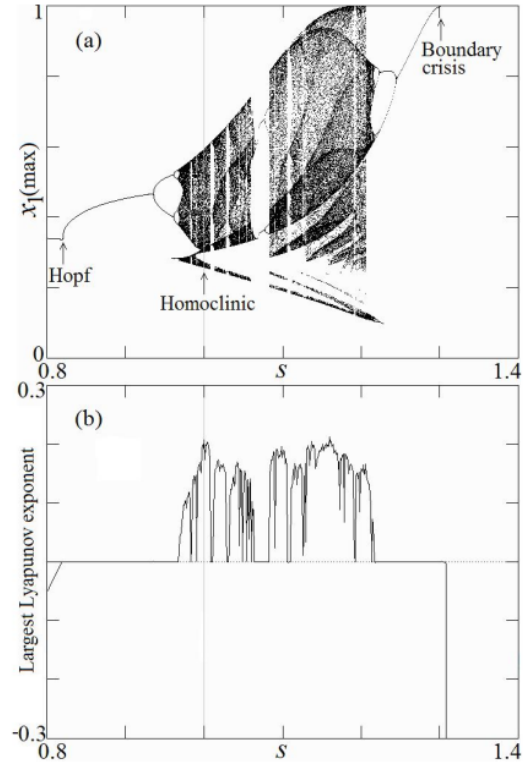 1
(a)
Boundary
crisis
x1(max)
Hopf
Homoclinic
0
0.8
s
1.4
0.3
(b)
Largest Lyapunov exponent
-0.3
0.8
s
1.4